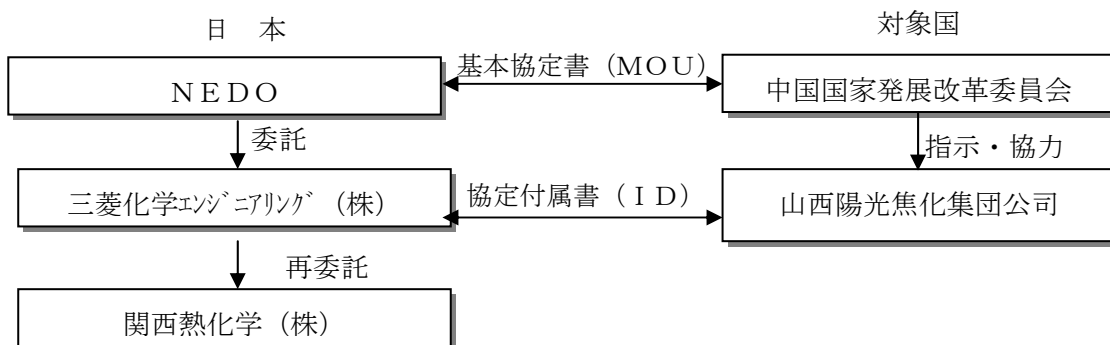 日　本
対象国
ＮＥＤＯ
基本協定書（ＭＯＵ）
中国国家発展改革委員会
委託
指示・協力
三菱化学ｴﾝｼﾞﾆｱﾘﾝｸﾞ（株）
協定付属書（ＩＤ）
山西陽光焦化集団公司
再委託
関西熱化学（株）